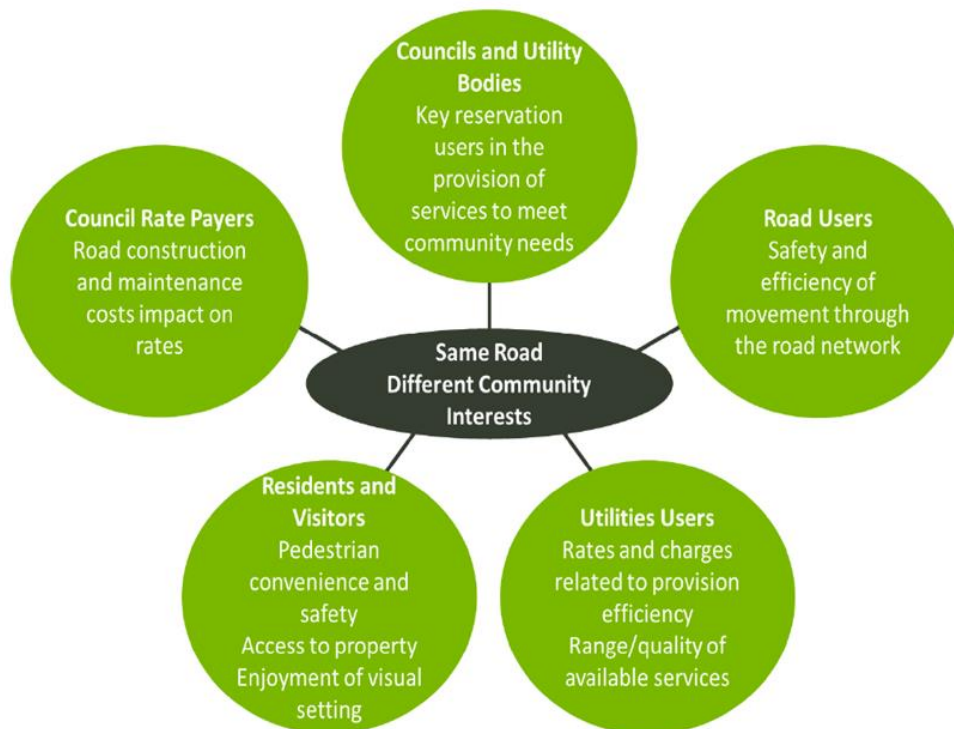 Councils and Utility
Bodies
Key reservation
users in the
provision of
services to meet
community needs
Council Rate Payers
Road construction
and maintenance
costs impact on
rates
Road Users
Safety and
efficiency of
movement through
the road network
Same Road
Different Community
Interests
Residents and
Visitors
Pedestrian
convenience and
safety
Access to property
Enjoyment of visual
setting
Utilities Users
Rates and charges
related to provision
efficiency
Range/quality of
available services